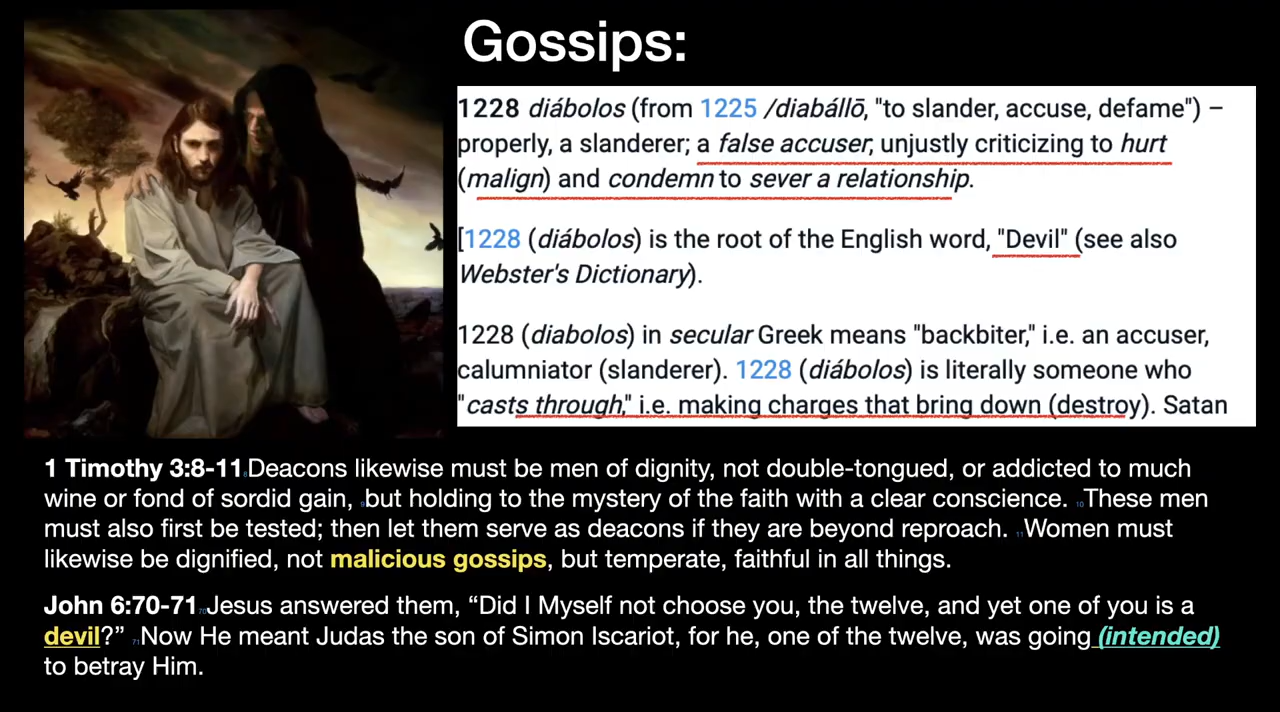 Gossips:
1228 diábolos (from 1225 /diabállō, "to slander, accuse, defame") –
properly, a slanderer; a false accuser; unjustly criticizing to hurt
(malign) and condemn to sever a relationship.
[1228 (diábolos) is the root of the English word, "Devil" (see also
Webster's Dictionary).
1228 (diabolos) in secular Greek means "backbiter," i.e. an accuser,
calumniator (slanderer). 1228 (diábolos) is literally someone who
"casts through," i.e. making charges that bring down (destroy). Satan
1 Timothy 3:8-11 8 Deacons likewise must be men of dignity, not double-tongued, or addicted to much
wine or fond of sordid gain, 9 but holding to the mystery of the faith with a clear conscience. 10 These men
must also first be tested; then let them serve as deacons if they are beyond reproach. 11 Women must
likewise be dignified, not malicious gossips, but temperate, faithful in all things.
John 6:70-71 70 Jesus answered them, “Did I Myself not choose you, the twelve, and yet one of you is a
devil?” 71 Now He meant Judas the son of Simon Iscariot, for he, one of the twelve, was going (intended)
to betray Him.